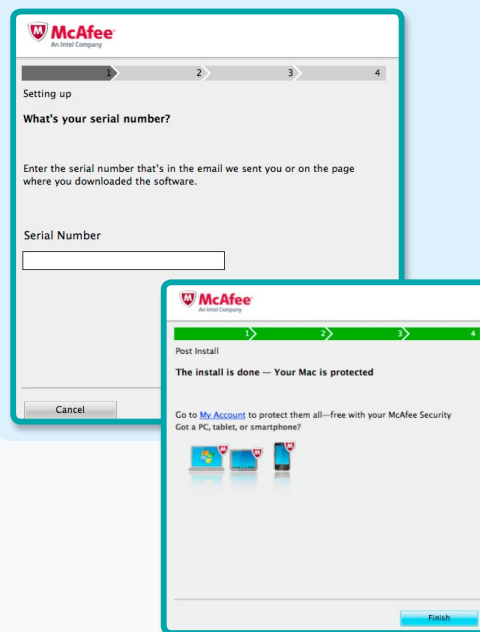 McAfee
An Intel Company
1 2 3 4
Setting up
What's your serial number?
Enter the serial number that's in the email we sent you or on the page
where you downloaded the software.
Serial Number
Cancel
McAfee
An Intel Company
1 2 3 4
Post Install
The install is done — Your Mac is protected
Go to My Account to protect them all—free with your McAfee Security
Got a PC, tablet, or smartphone?
Finish